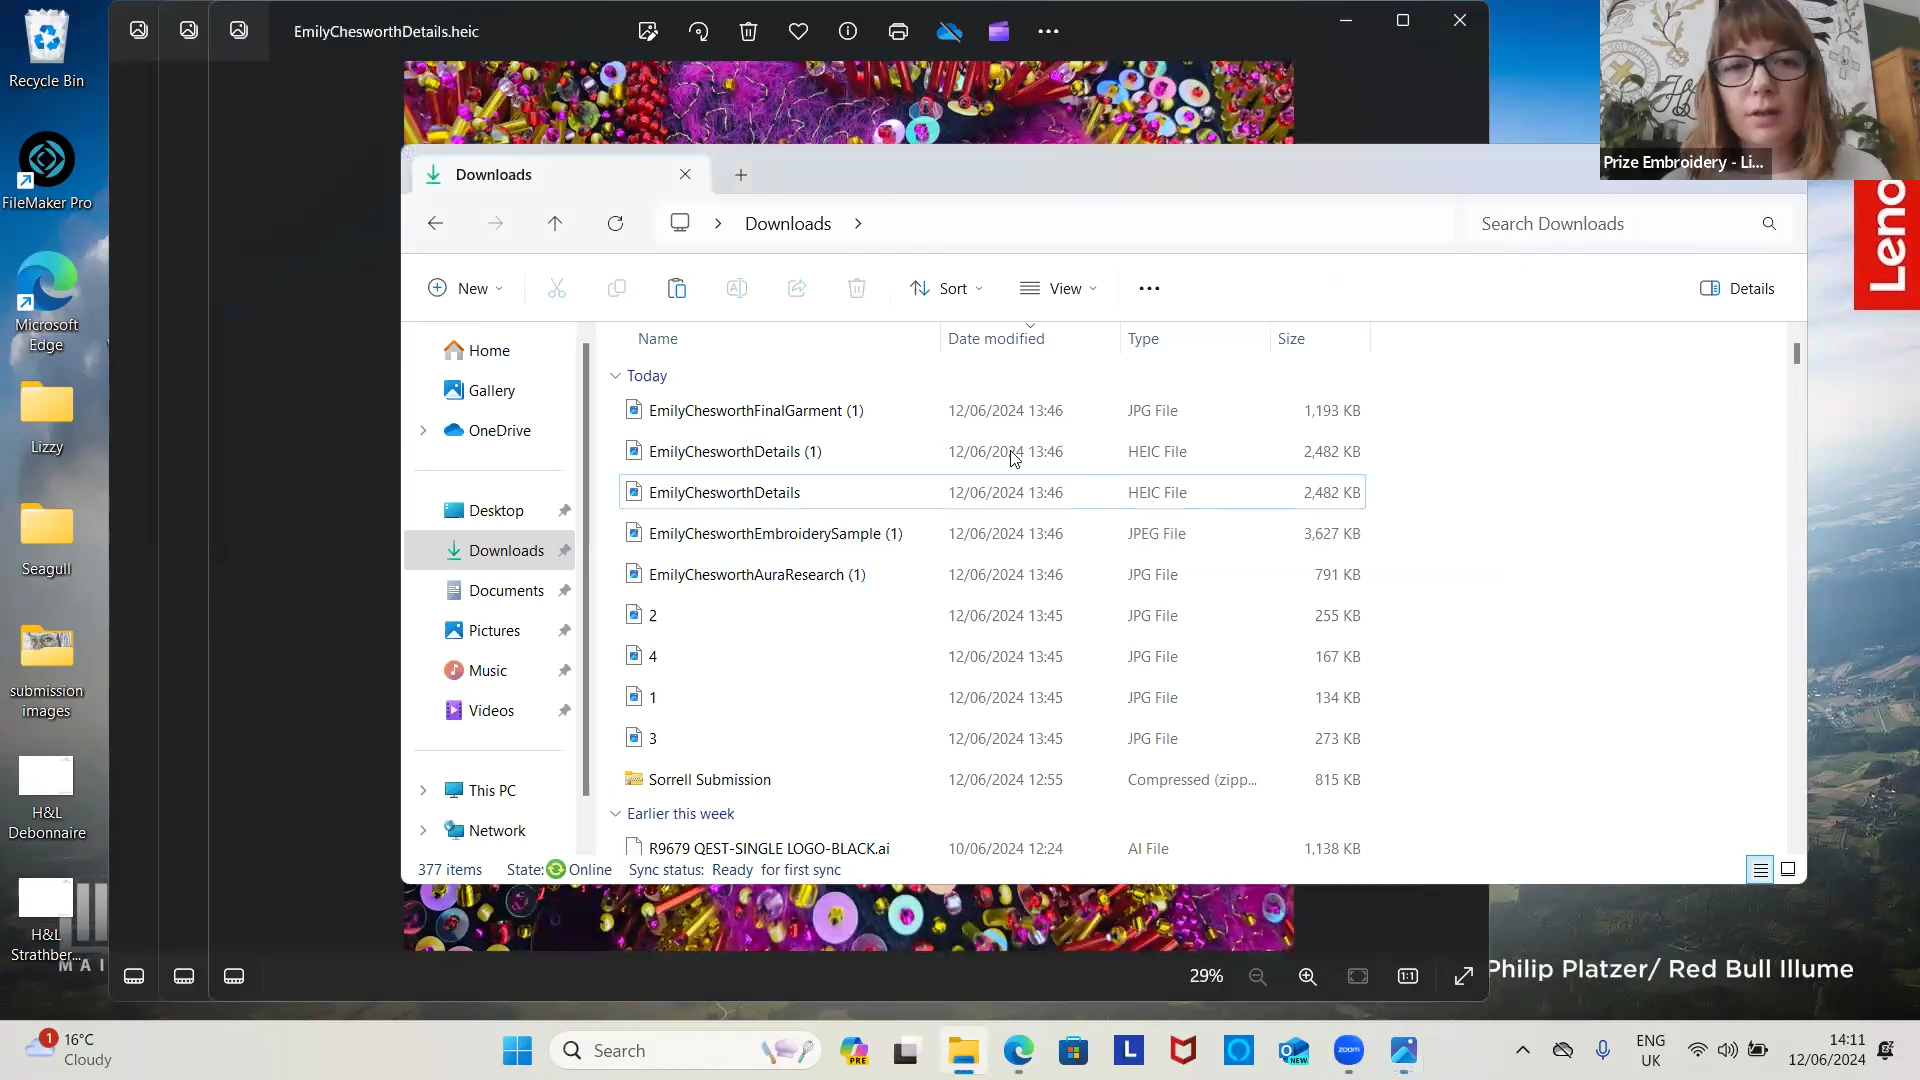 Recycle Bin
FileMaker Pro
Microsoft
Edge
Lizzy
Seagull
submission
images
H&L
Debonnaire
H&L
Strathber...
EmilyChesworthDetails.heic
Prize Embroidery - Li...
Leno
Downloads
Downloads
Search Downloads
New
Sort
View
Details
Home
Gallery
OneDrive
Desktop
Downloads
Documents
Pictures
Music
Videos
This PC
Network
Name Date modified Type Size
Today
EmilyChesworthFinalGarment (1) 12/06/2024 13:46 JPG File 1,193 KB
EmilyChesworthDetails (1) 12/06/2024 13:46 HEIC File 2,482 KB
EmilyChesworthDetails 12/06/2024 13:46 HEIC File 2,482 KB
EmilyChesworthEmbroiderySample (1) 12/06/2024 13:46 JPEG File 3,627 KB
EmilyChesworthAuraResearch (1) 12/06/2024 13:46 JPG File 791 KB
2 12/06/2024 13:45 JPG File 255 KB
4 12/06/2024 13:45 JPG File 167 KB
1 12/06/2024 13:45 JPG File 134 KB
3 12/06/2024 13:45 JPG File 273 KB
Sorrell Submission 12/06/2024 12:55 Compressed (zipp... 815 KB
Earlier this week
R9679 QEST-SINGLE LOGO-BLACK.ai 10/06/2024 12:24 AI File 1,138 KB
377 items State: Online Sync status: Ready for first sync
MAI
29%
1:1
Philip Platzer/ Red Bull Illume
1
16°C
Cloudy
Search
PRE
L
NEW
zoom
ENG
UK
14:11
12/06/2024